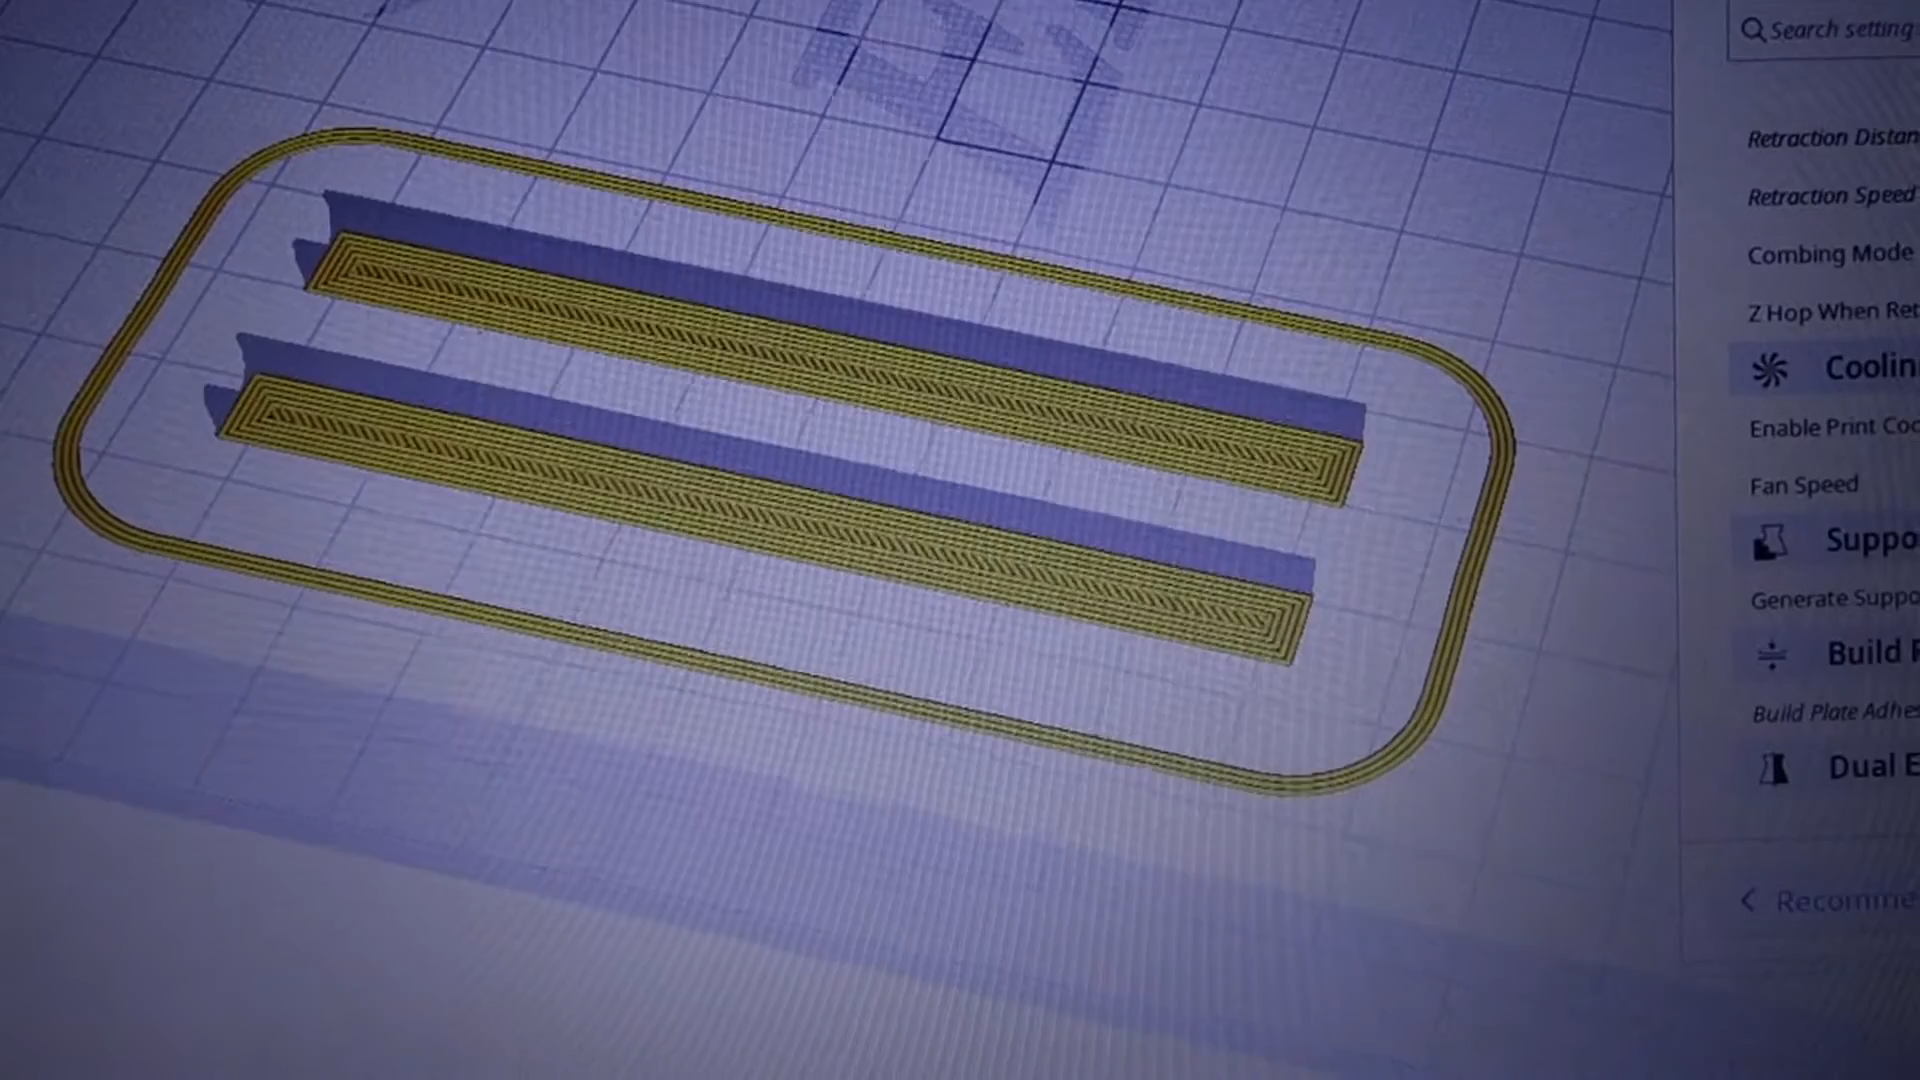 Search setting
Retraction Distan
Retraction Speed
Combing Mode
Z Hop When Ret
Coolin
Enable Print Coo
Fan Speed
Suppo
Generate Suppo
Build P
Build Plate Adhes
Dual E
Recomme